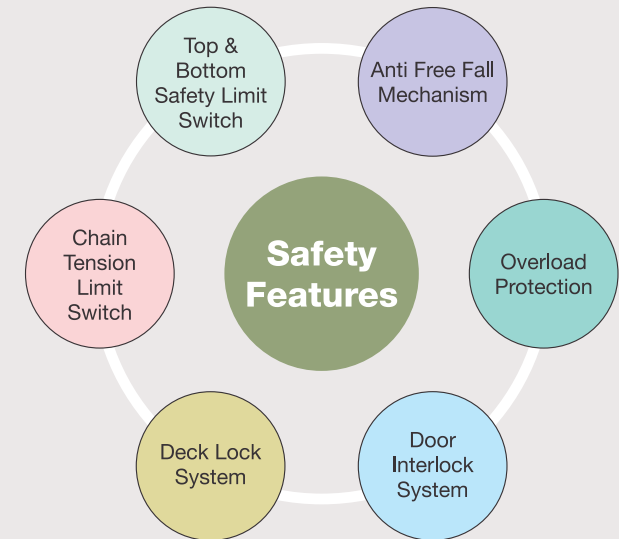 Top &
Bottom
Safety Limit
Switch
Anti Free Fall
Mechanism
Chain
Tension
Limit
Switch
Safety
Features
Overload
Protection
Deck Lock
System
Door
Interlock
System